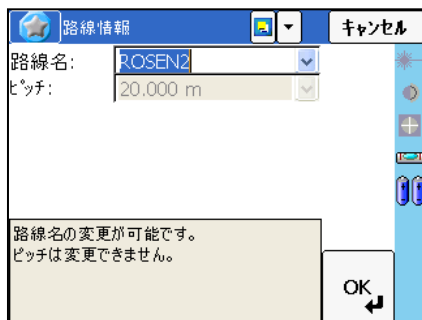 路線情報
キャンセル
路線名: ROSEN2
ピッチ: 20.000 m
路線名の変更が可能です。
ピッチは変更できません。
OK